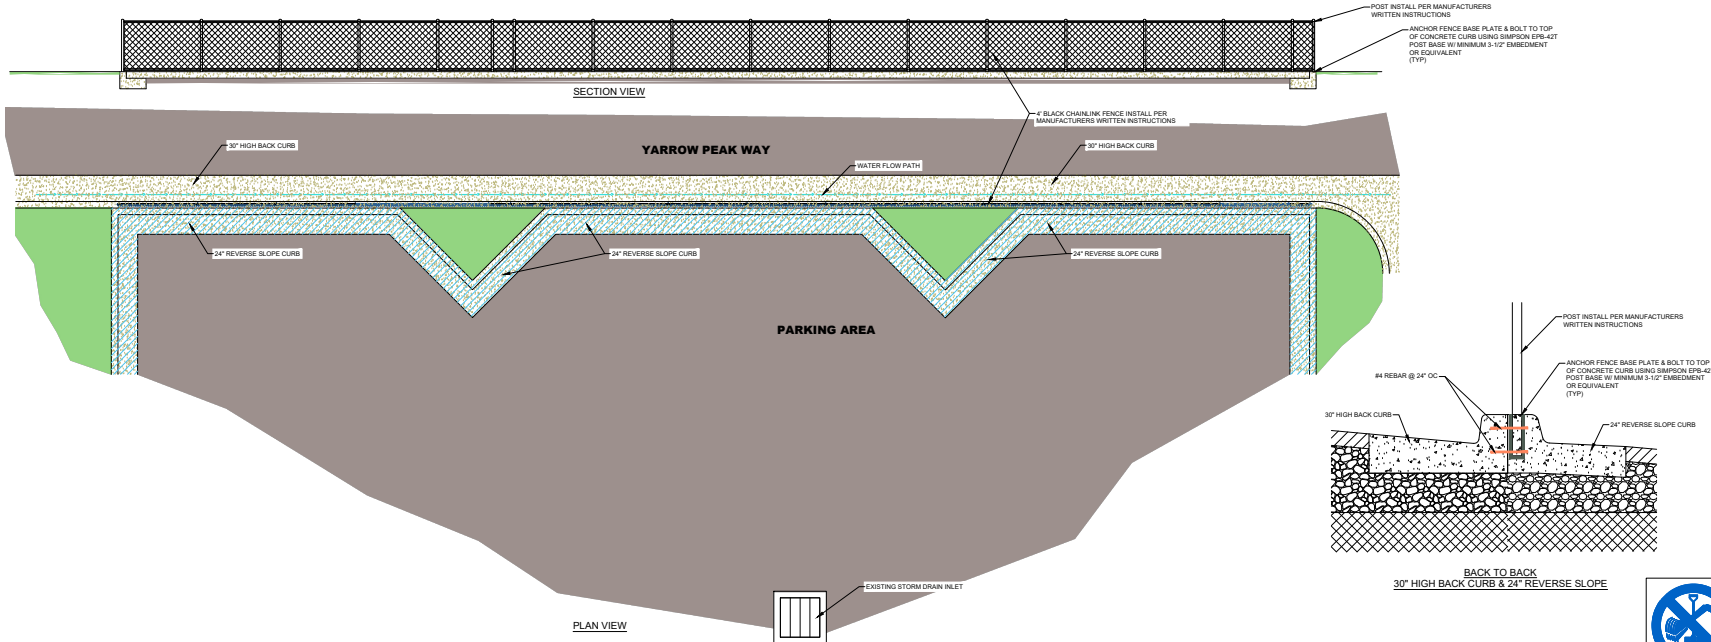 POST INSTALL PER MANUFACTURERS
WRITTEN INSTRUCTIONS
ANCHOR FENCE BASE PLATE & BOLT TO TOP
OF CONCRETE CURB USING SIMPSON EPB-42T
POST BASE W/ MINIMUM 3-1/2" EMBEDMENT
OR EQUIVALENT
(TYP)
SECTION VIEW
4' BLACK CHAINLINK FENCE INSTALL PER
MANUFACTURERS WRITTEN INSTRUCTIONS
30" HIGH BACK CURB
YARROW PEAK WAY
30" HIGH BACK CURB
WATER FLOW PATH
24" REVERSE SLOPE CURB
24" REVERSE SLOPE CURB
24" REVERSE SLOPE CURB
PARKING AREA
POST INSTALL PER MANUFACTURERS
WRITTEN INSTRUCTIONS
ANCHOR FENCE BASE PLATE & BOLT TO TOP
OF CONCRETE CURB USING SIMPSON EPB-42
POST BASE W/ MINIMUM 3-1/2" EMBEDMENT
OR EQUIVALENT
(TYP)
#4 REBAR @ 24" OC
30" HIGH BACK CURB
24" REVERSE SLOPE CURB
BACK TO BACK
30" HIGH BACK CURB & 24" REVERSE SLOPE
EXISTING STORM DRAIN INLET
PLAN VIEW